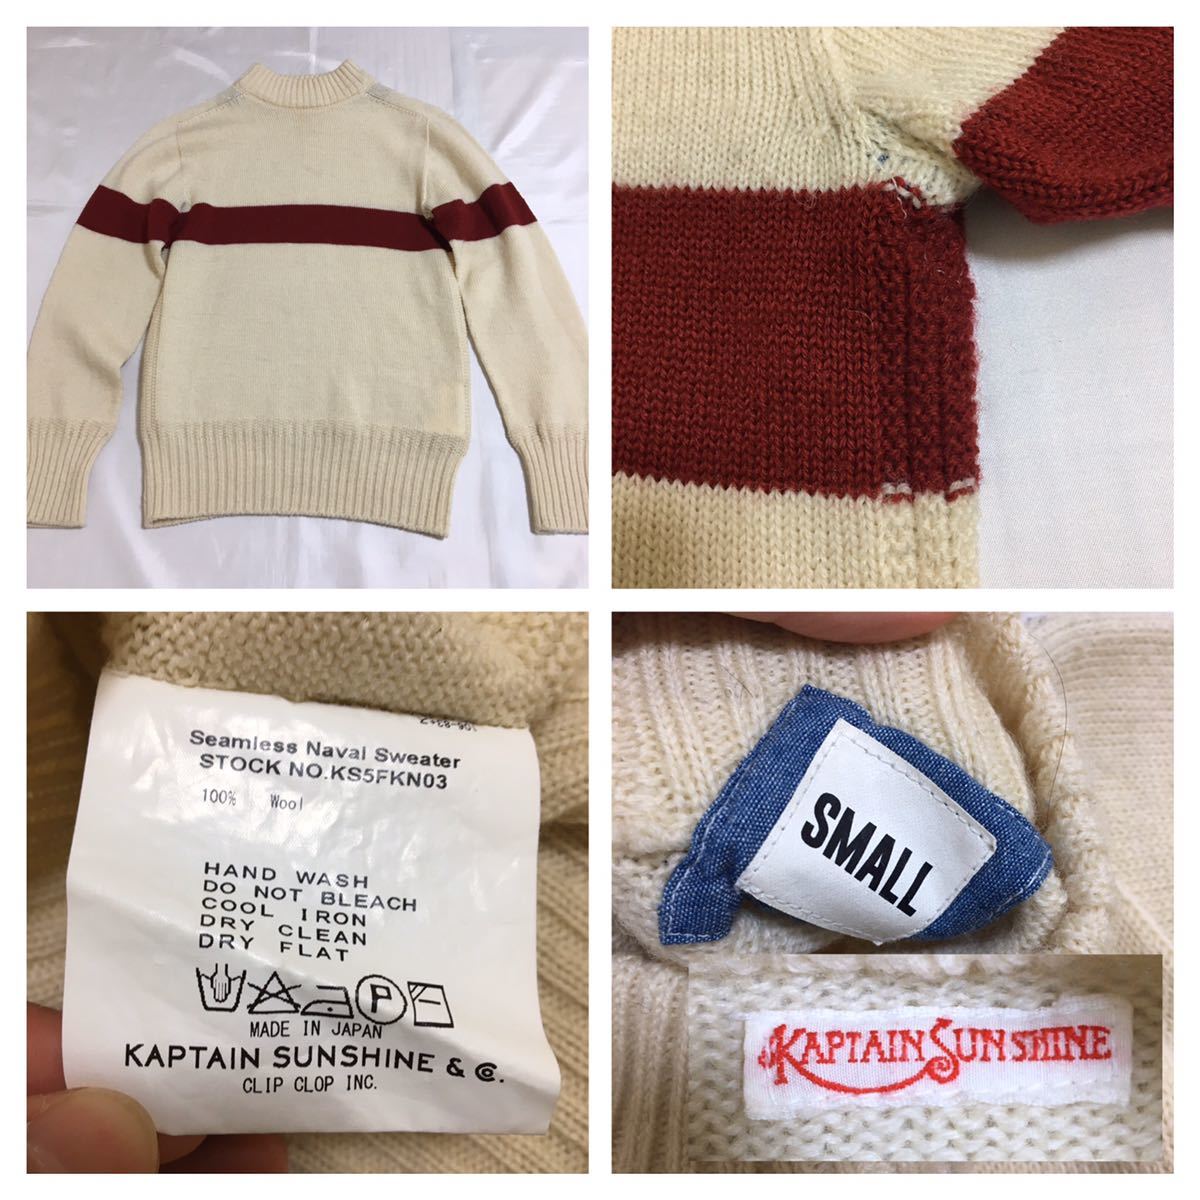 Seamless Naval Sweater
STOCK NO.KS5FKN03
100% Wool
HAND WASH
DO NOT BLEACH
COOL IRON
DRY CLEAN
DRY FLAT
P
MADE IN JAPAN
KAPTAIN SUNSHINE & Co.
CLIP CLOP INC.
SMALL
KAPTAIN SUNSHINE